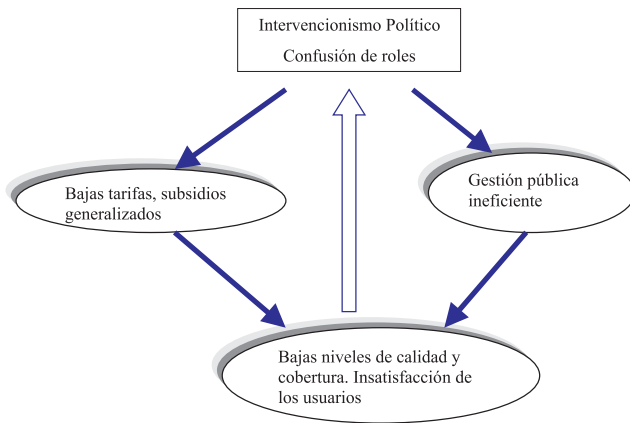 Intervencionismo Político
Confusión de roles
Bajas tarifas, subsidios
generalizados
Gestión pública
ineficiente
Bajas niveles de calidad y
cobertura. Insatisfacción de
los usuarios